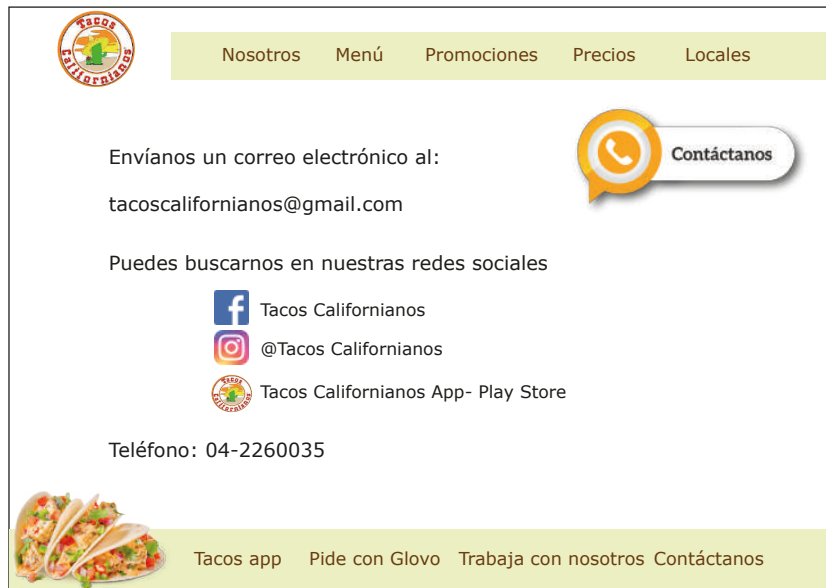 Tacos
Californianos
Nosotros Menú Promociones Precios Locales
Contáctanos
Envíanos un correo electrónico al:
tacoscalifornianos@gmail.com
Puedes buscarnos en nuestras redes sociales
Tacos Californianos
@Tacos Californianos
Tacos
Californianos
Tacos Californianos App- Play Store
Teléfono: 04-2260035
Tacos app Pide con Glovo Trabaja con nosotros Contáctanos